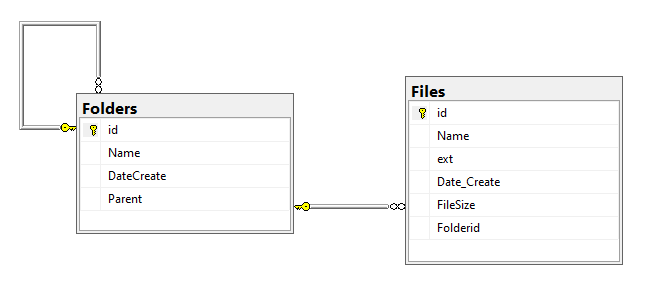 Folders
id
Name
DateCreate
Parent
Files
id
Name
ext
Date_Create
FileSize
Folderid